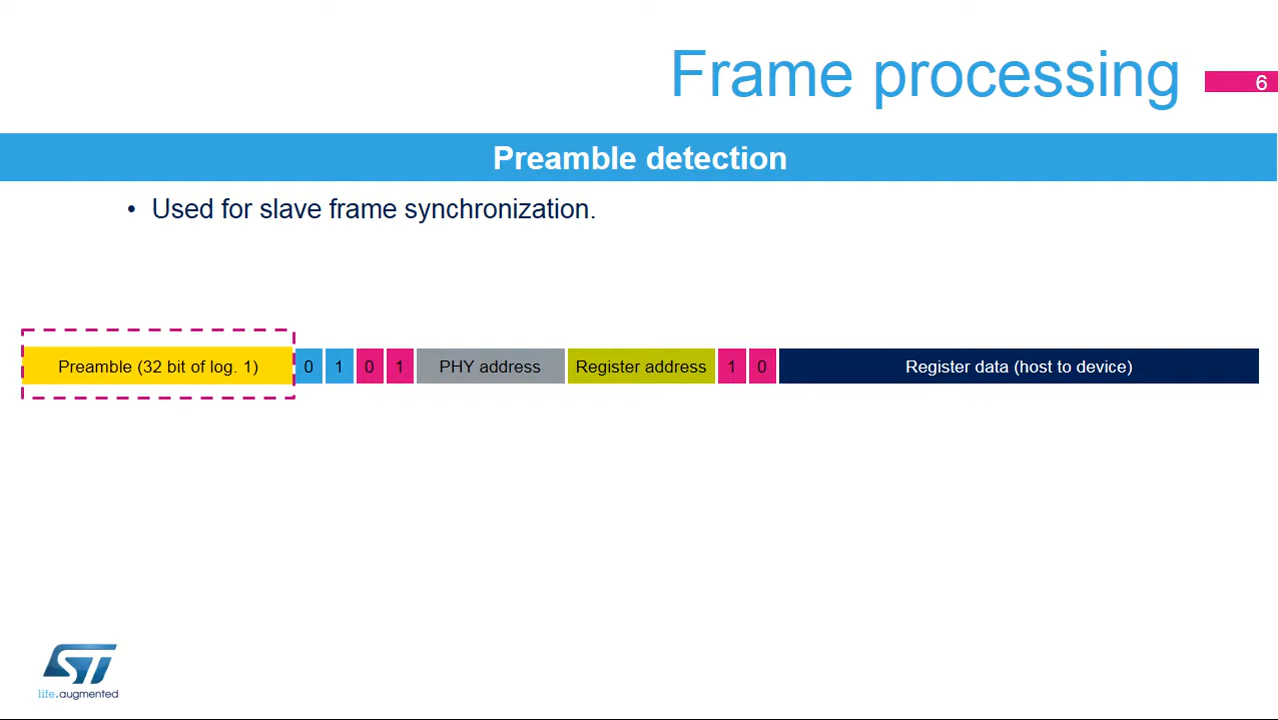 Frame processing
6
Preamble detection
• Used for slave frame synchronization.
Preamble (32 bit of log. 1) 0 1 0 1 PHY address Register address 1 0 Register data (host to device)
ST
life.augmented